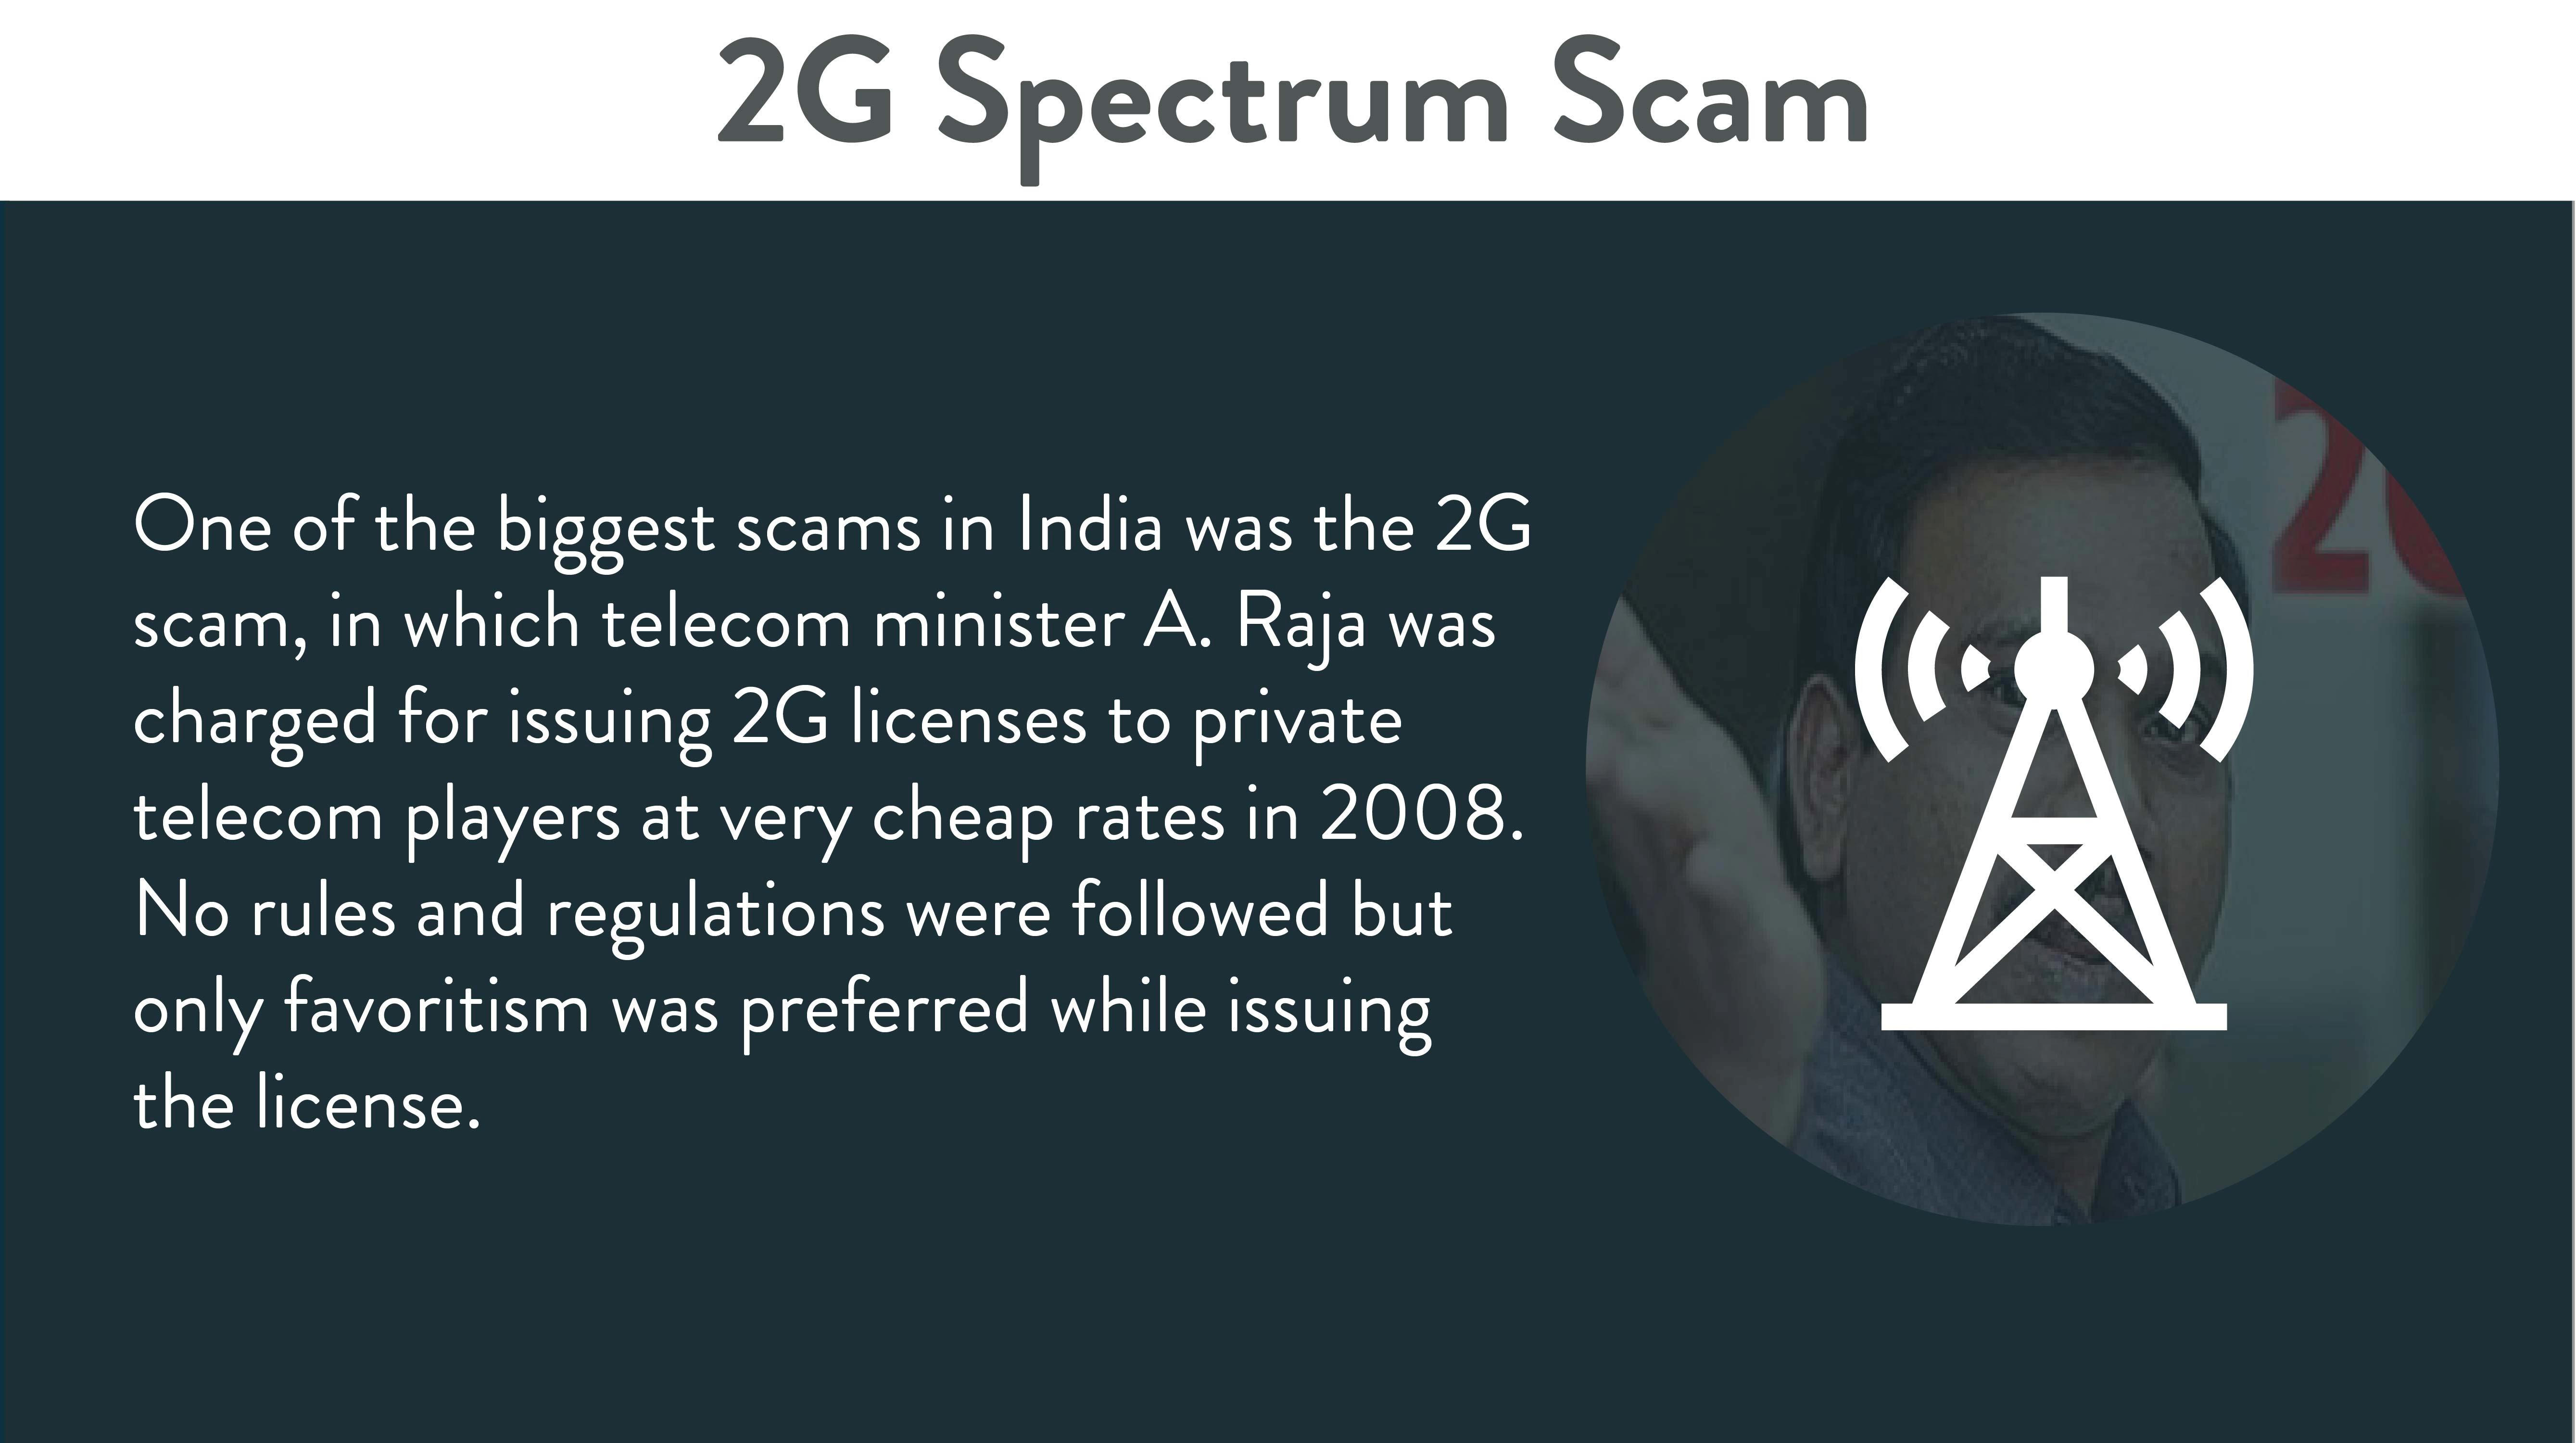 2G Spectrum Scam
One of the biggest scams in India was the 2G
scam, in which telecom minister A. Raja was
charged for issuing 2G licenses to private
telecom players at very cheap rates in 2008.
No rules and regulations were followed but
only favoritism was preferred while issuing
the license.